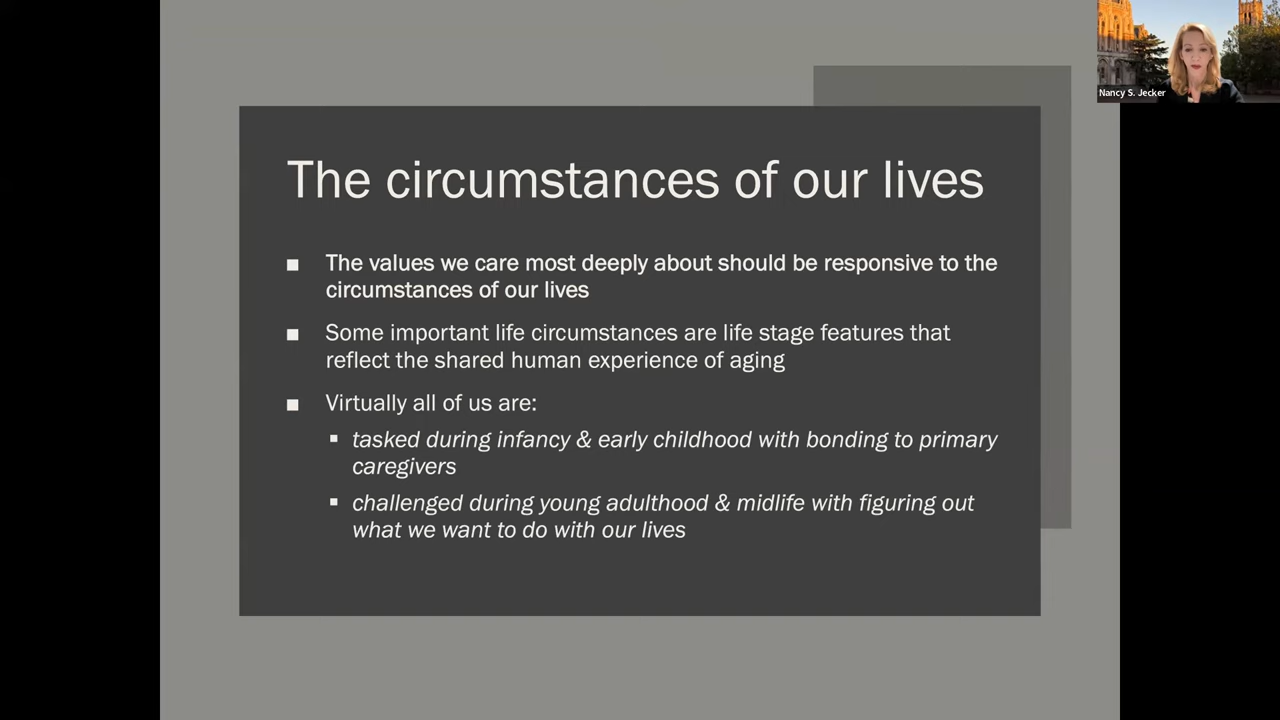 Nancy S. Jecker
The circumstances of our lives
■ The values we care most deeply about should be responsive to the
circumstances of our lives
■ Some important life circumstances are life stage features that
reflect the shared human experience of aging
■ Virtually all of us are:
▪ tasked during infancy & early childhood with bonding to primary
caregivers
▪ challenged during young adulthood & midlife with figuring out
what we want to do with our lives